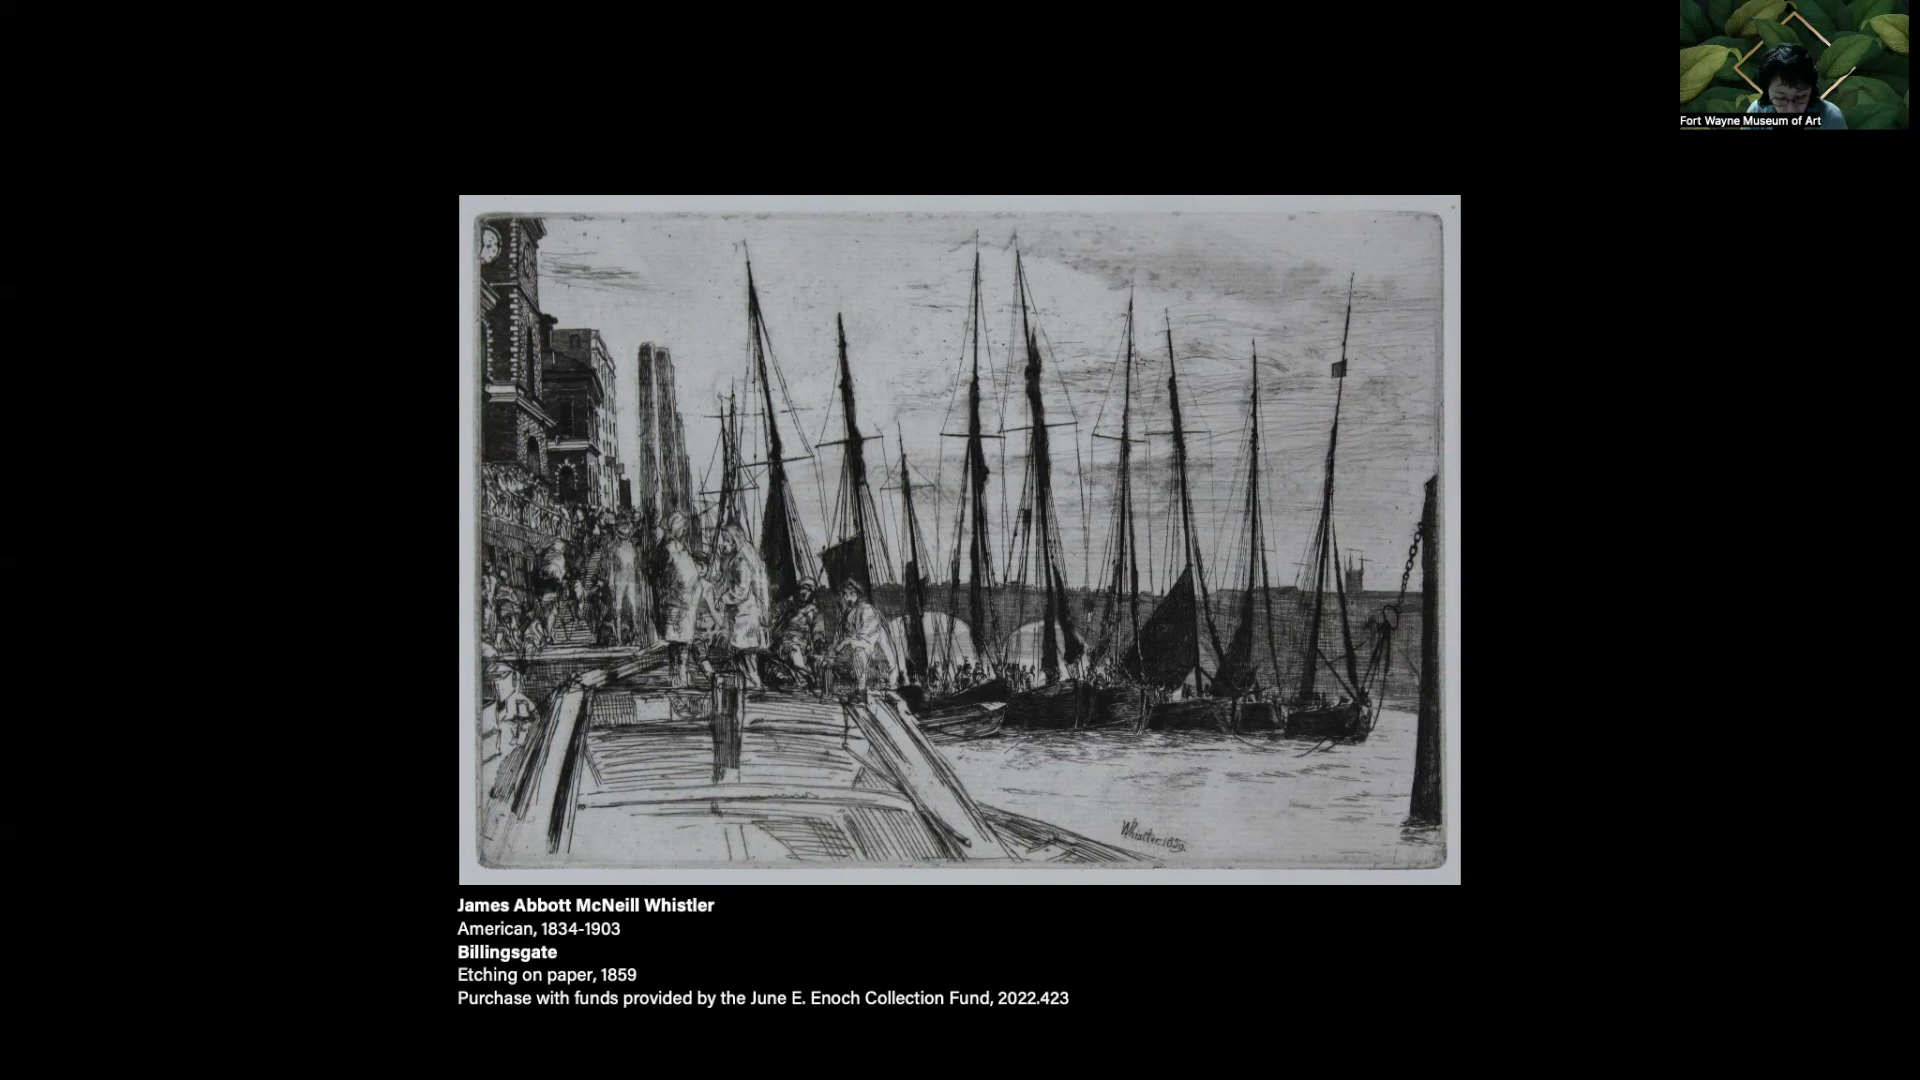 Fort Wayne Museum of Art
Whistler. 1859.
James Abbott McNeill Whistler
American, 1834-1903
Billingsgate
Etching on paper, 1859
Purchase with funds provided by the June E. Enoch Collection Fund, 2022.423